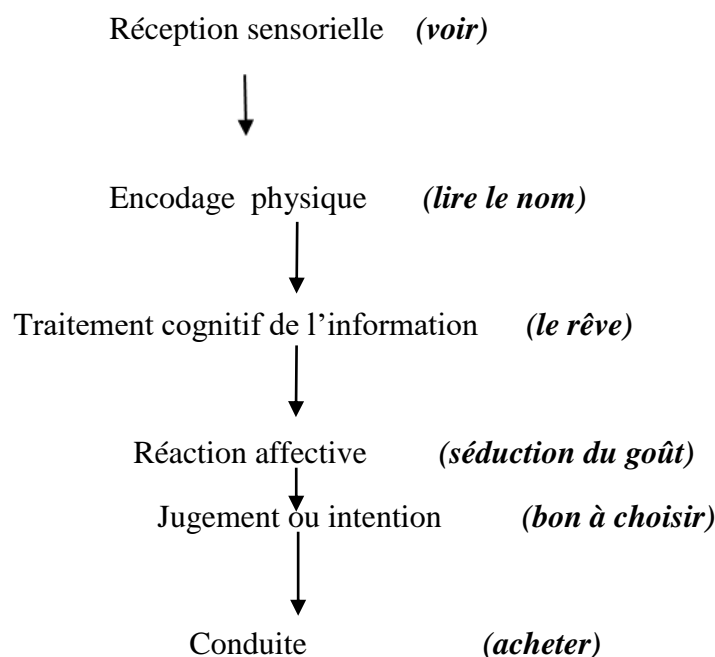 Réception sensorielle (voir)
Encodage physique (lire le nom)
Traitement cognitif de l’information (le rêve)
Réaction affective (séduction du goût)
Jugement ou intention (bon à choisir)
Conduite (acheter)